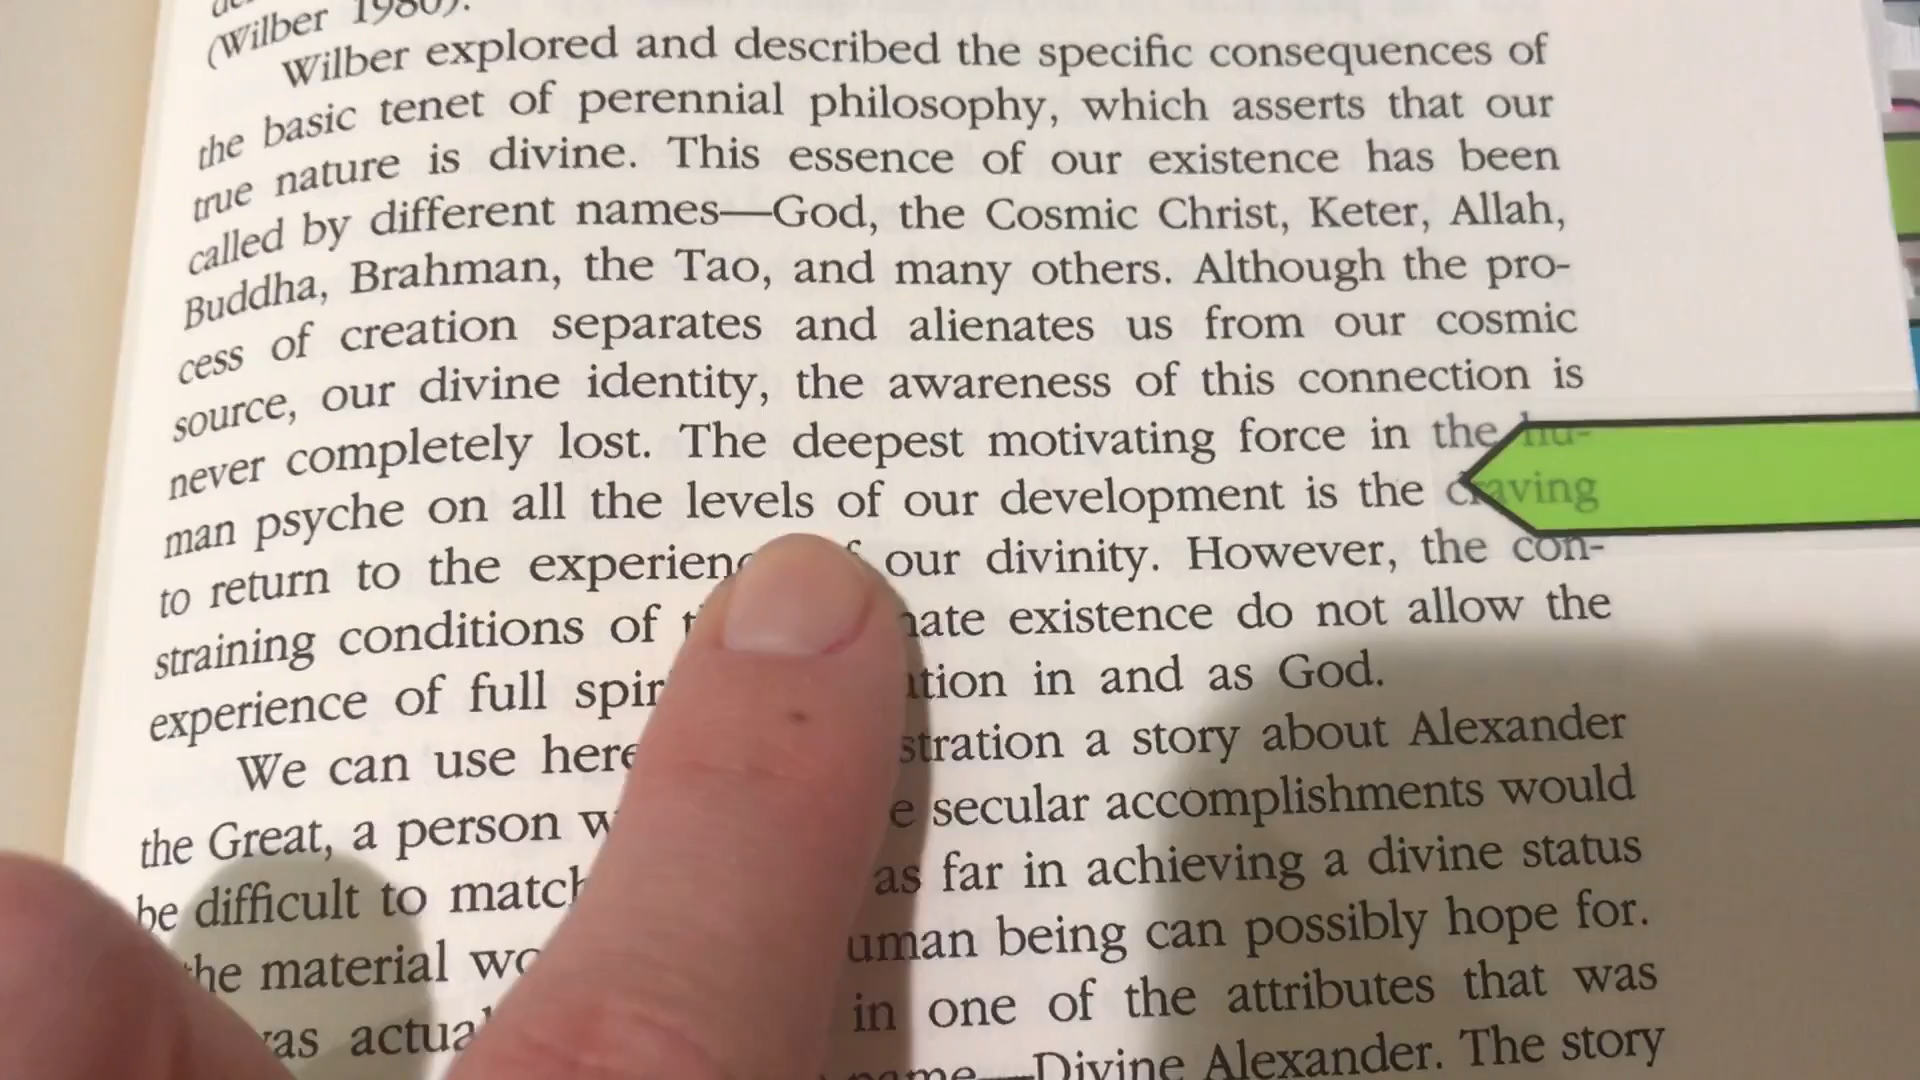 (Wilber 1980).
Wilber explored and described the specific consequences of
the basic tenet of perennial philosophy, which asserts that our
true nature is divine. This essence of our existence has been
called by different names—God, the Cosmic Christ, Keter, Allah,
Buddha, Brahman, the Tao, and many others. Although the pro-
cess of creation separates and alienates us from our cosmic
source, our divine identity, the awareness of this connection is
never completely lost. The deepest motivating force in the hu-
man psyche on all the levels of our development is the craving
to return to the our divinity. However, the con-
straining conditions of existence do not allow the
experience of full in and as God.
We can use here a story about Alexander
the Great, a person secular accomplishments would
be difficult to match as far in achieving a divine status
the material being can possibly hope for.
in one of the attributes that was
Divine Alexander. The story